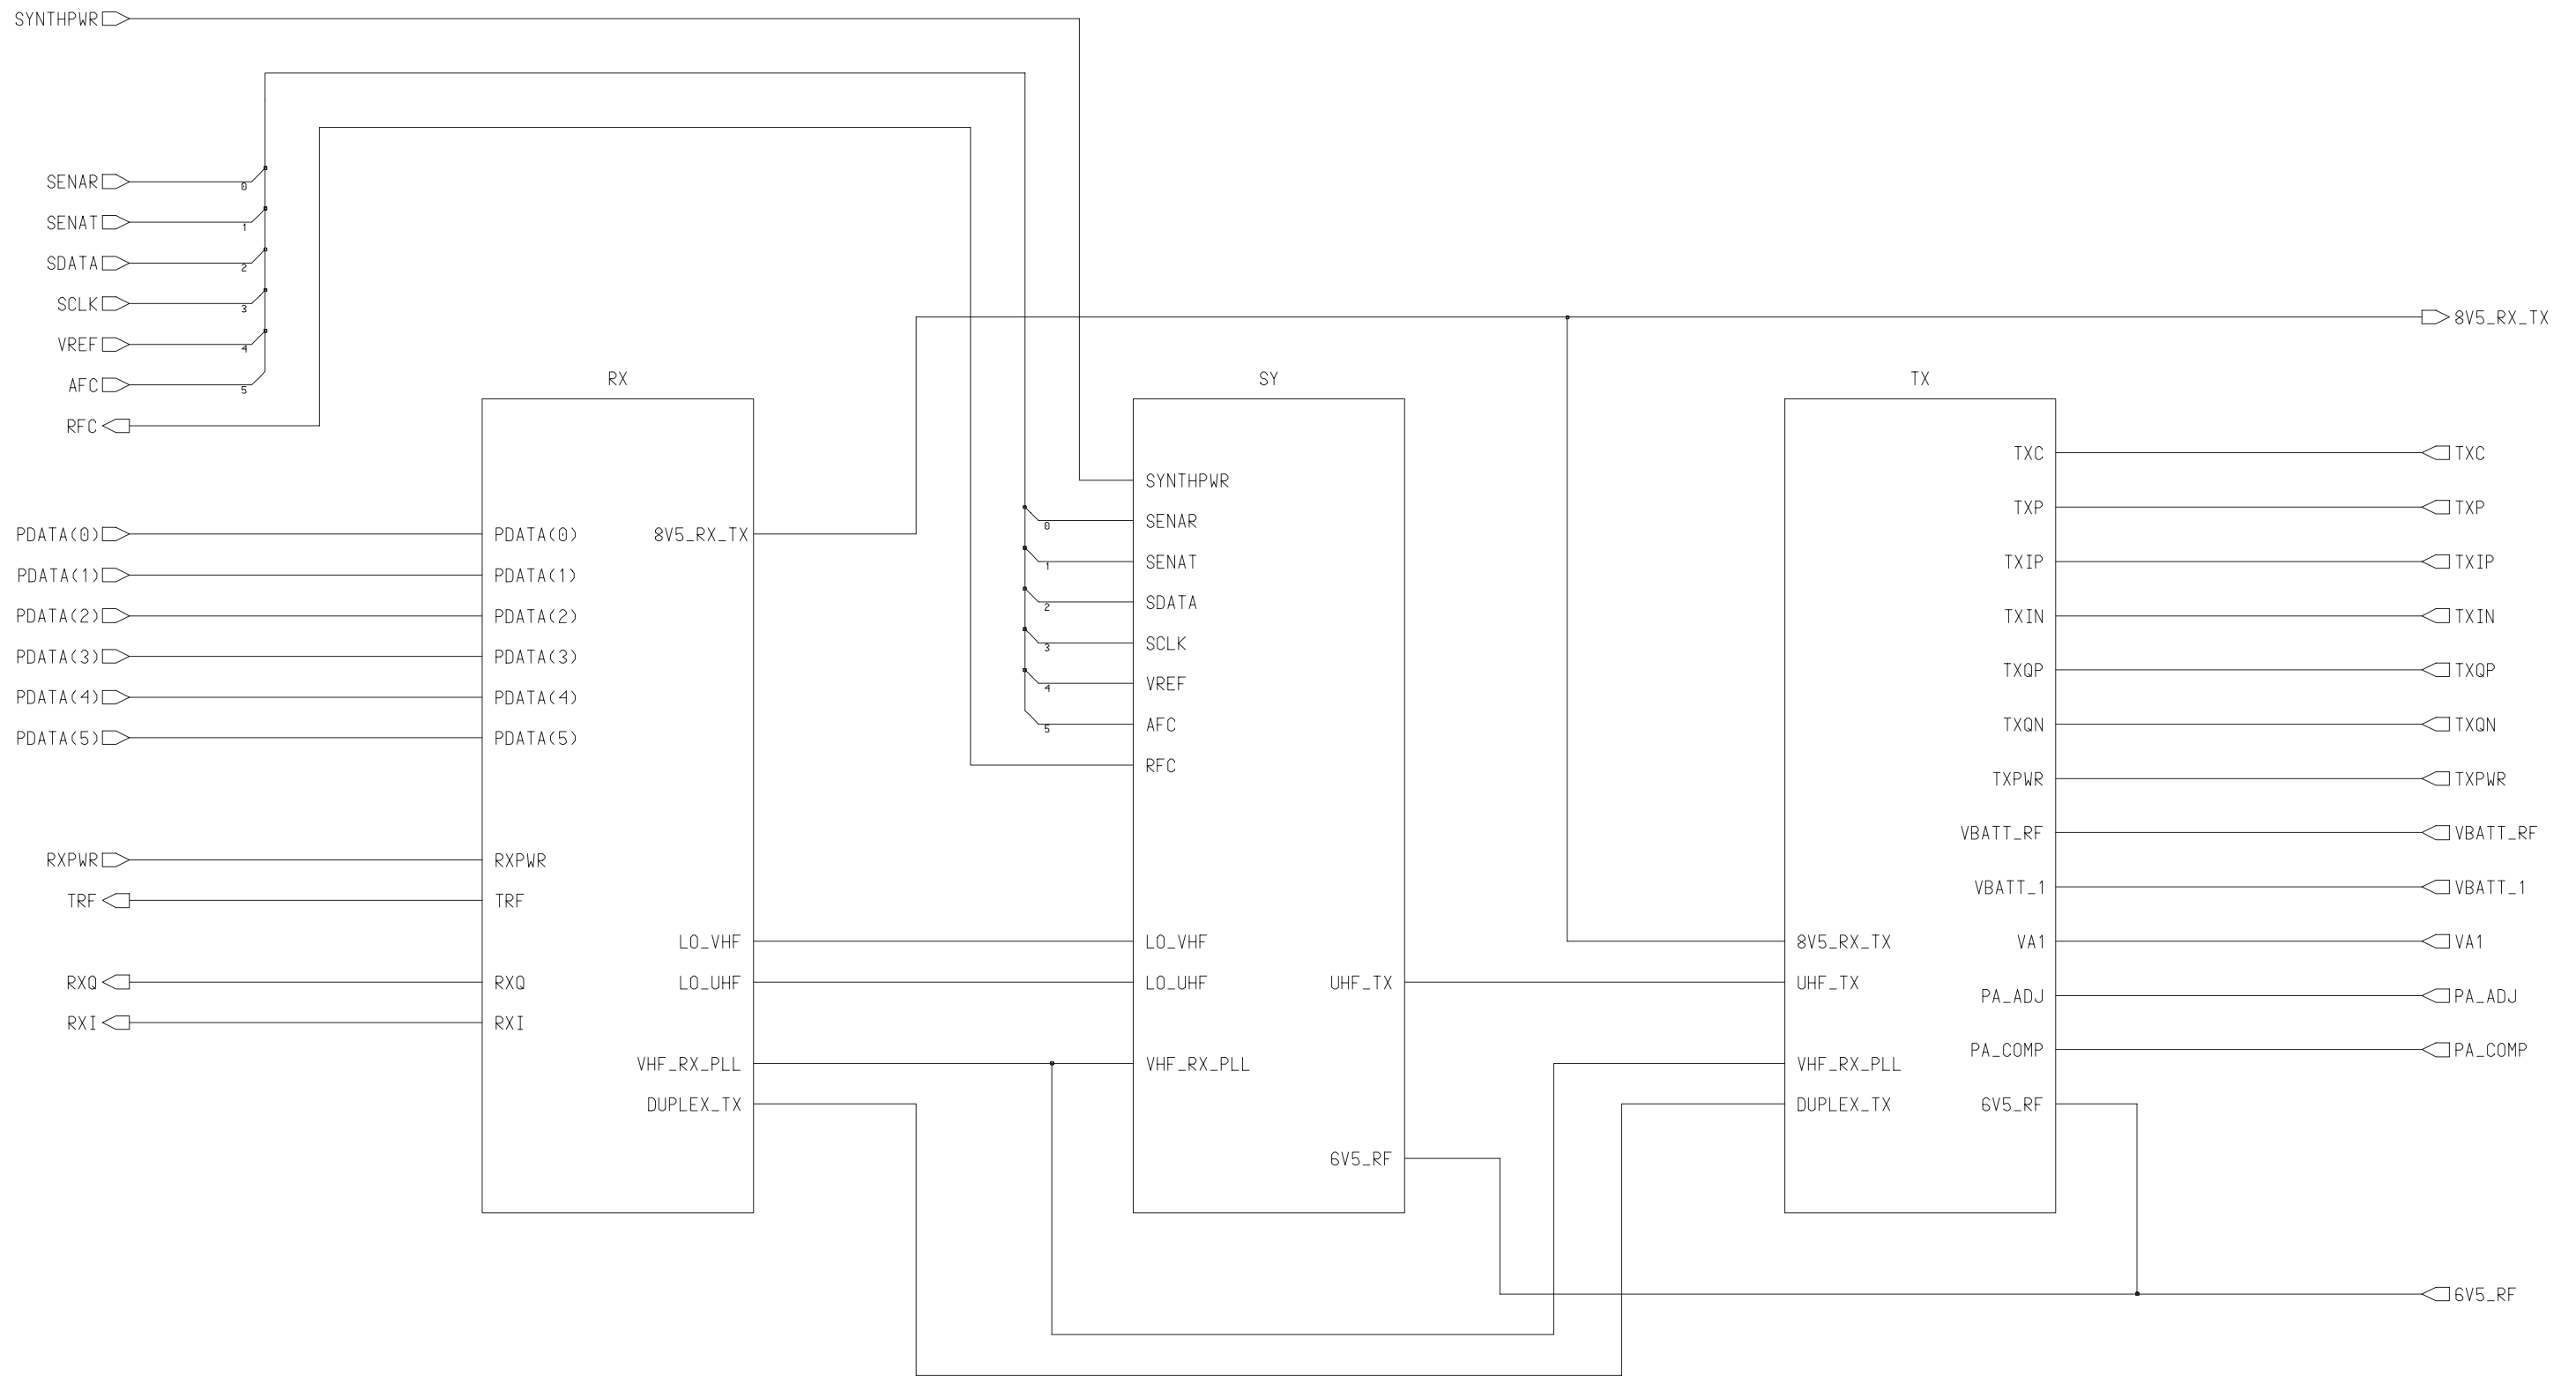 SYNTHPWR
SENAR
0
SENAT
1
SDATA
2
SCLK
3
VREF
4
AFC
5
RFC
PDATA(0)
PDATA(1)
PDATA(2)
PDATA(3)
PDATA(4)
PDATA(5)
RXPWR
TRF
RXQ
RXI
RX
PDATA(0)
PDATA(1)
PDATA(2)
PDATA(3)
PDATA(4)
PDATA(5)
RXPWR
TRF
RXQ
RXI
8V5_RX_TX
LO_VHF
LO_UHF
VHF_RX_PLL
DUPLEX_TX
0
1
2
3
4
5
SY
SYNTHPWR
SENAR
SENAT
SDATA
SCLK
VREF
AFC
RFC
LO_VHF
LO_UHF
VHF_RX_PLL
UHF_TX
6V5_RF
TX
8V5_RX_TX
UHF_TX
VHF_RX_PLL
DUPLEX_TX
TXC
TXP
TXIP
TXIN
TXQP
TXQN
TXPWR
VBATT_RF
VBATT_1
VA1
PA_ADJ
PA_COMP
6V5_RF
8V5_RX_TX
TXC
TXP
TXIP
TXIN
TXQP
TXQN
TXPWR
VBATT_RF
VBATT_1
VA1
PA_ADJ
PA_COMP
6V5_RF